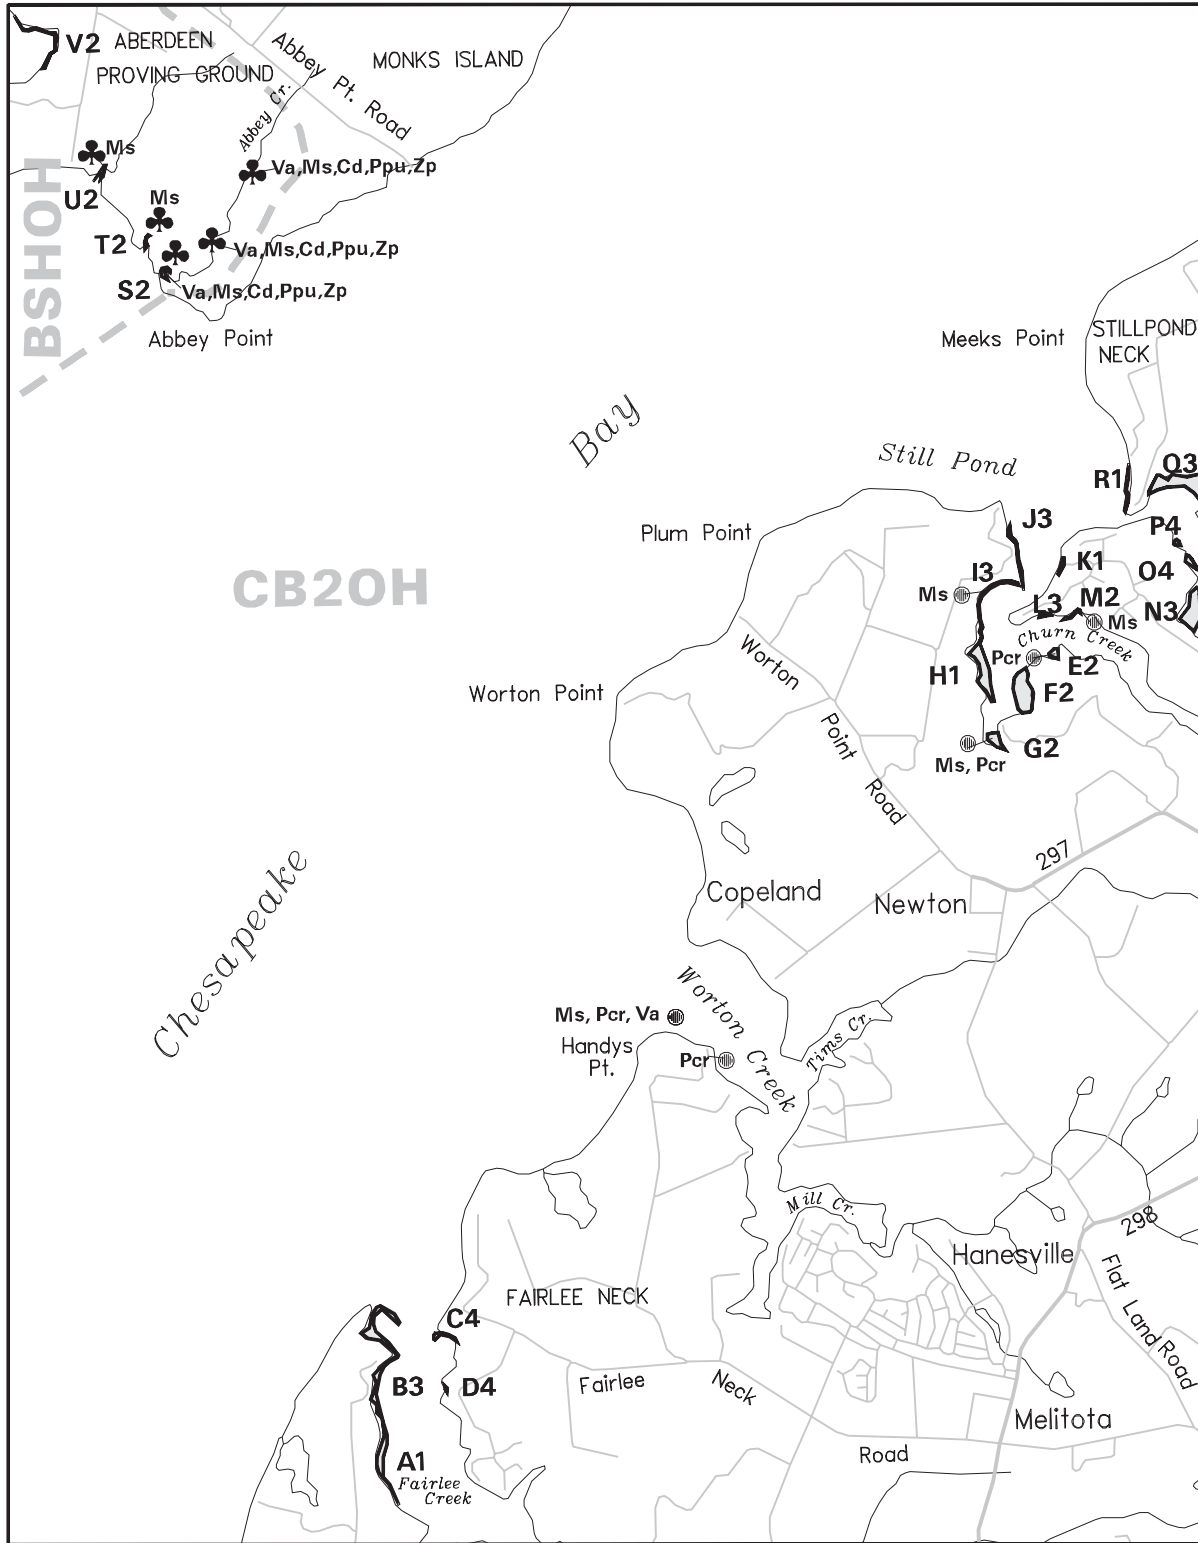 V2 ABERDEEN
PROVING GROUND
Abbey Pt. Road
MONKS ISLAND
Abbey Cr.
Ms
Va,Ms,Cd,Ppu,Zp
U2
Ms
T2
Va,Ms,Cd,Ppu,Zp
S2
Va,Ms,Cd,Ppu,Zp
BSHOH
Abbey Point
Meeks Point
STILLPOND
NECK
Bay
Still Pond
R1
Q3
Plum Point
J3
P4
K1
O4
I3
Ms
L3
M2
Ms
N3
CB2OH
Churn Creek
Pcr
E2
H1
F2
Worton Point
Worton
Point
Road
G2
Ms, Pcr
297
Chesapeake
Copeland
Newton
Worton Creek
Ms, Pcr, Va
Handys
Pt.
Pcr
Tims Cr.
Mill Cr.
298
Hanesville
Flat Land Road
FAIRLEE NECK
C4
B3
D4
Fairlee
Neck
Road
Melitota
A1
Fairlee
Creek